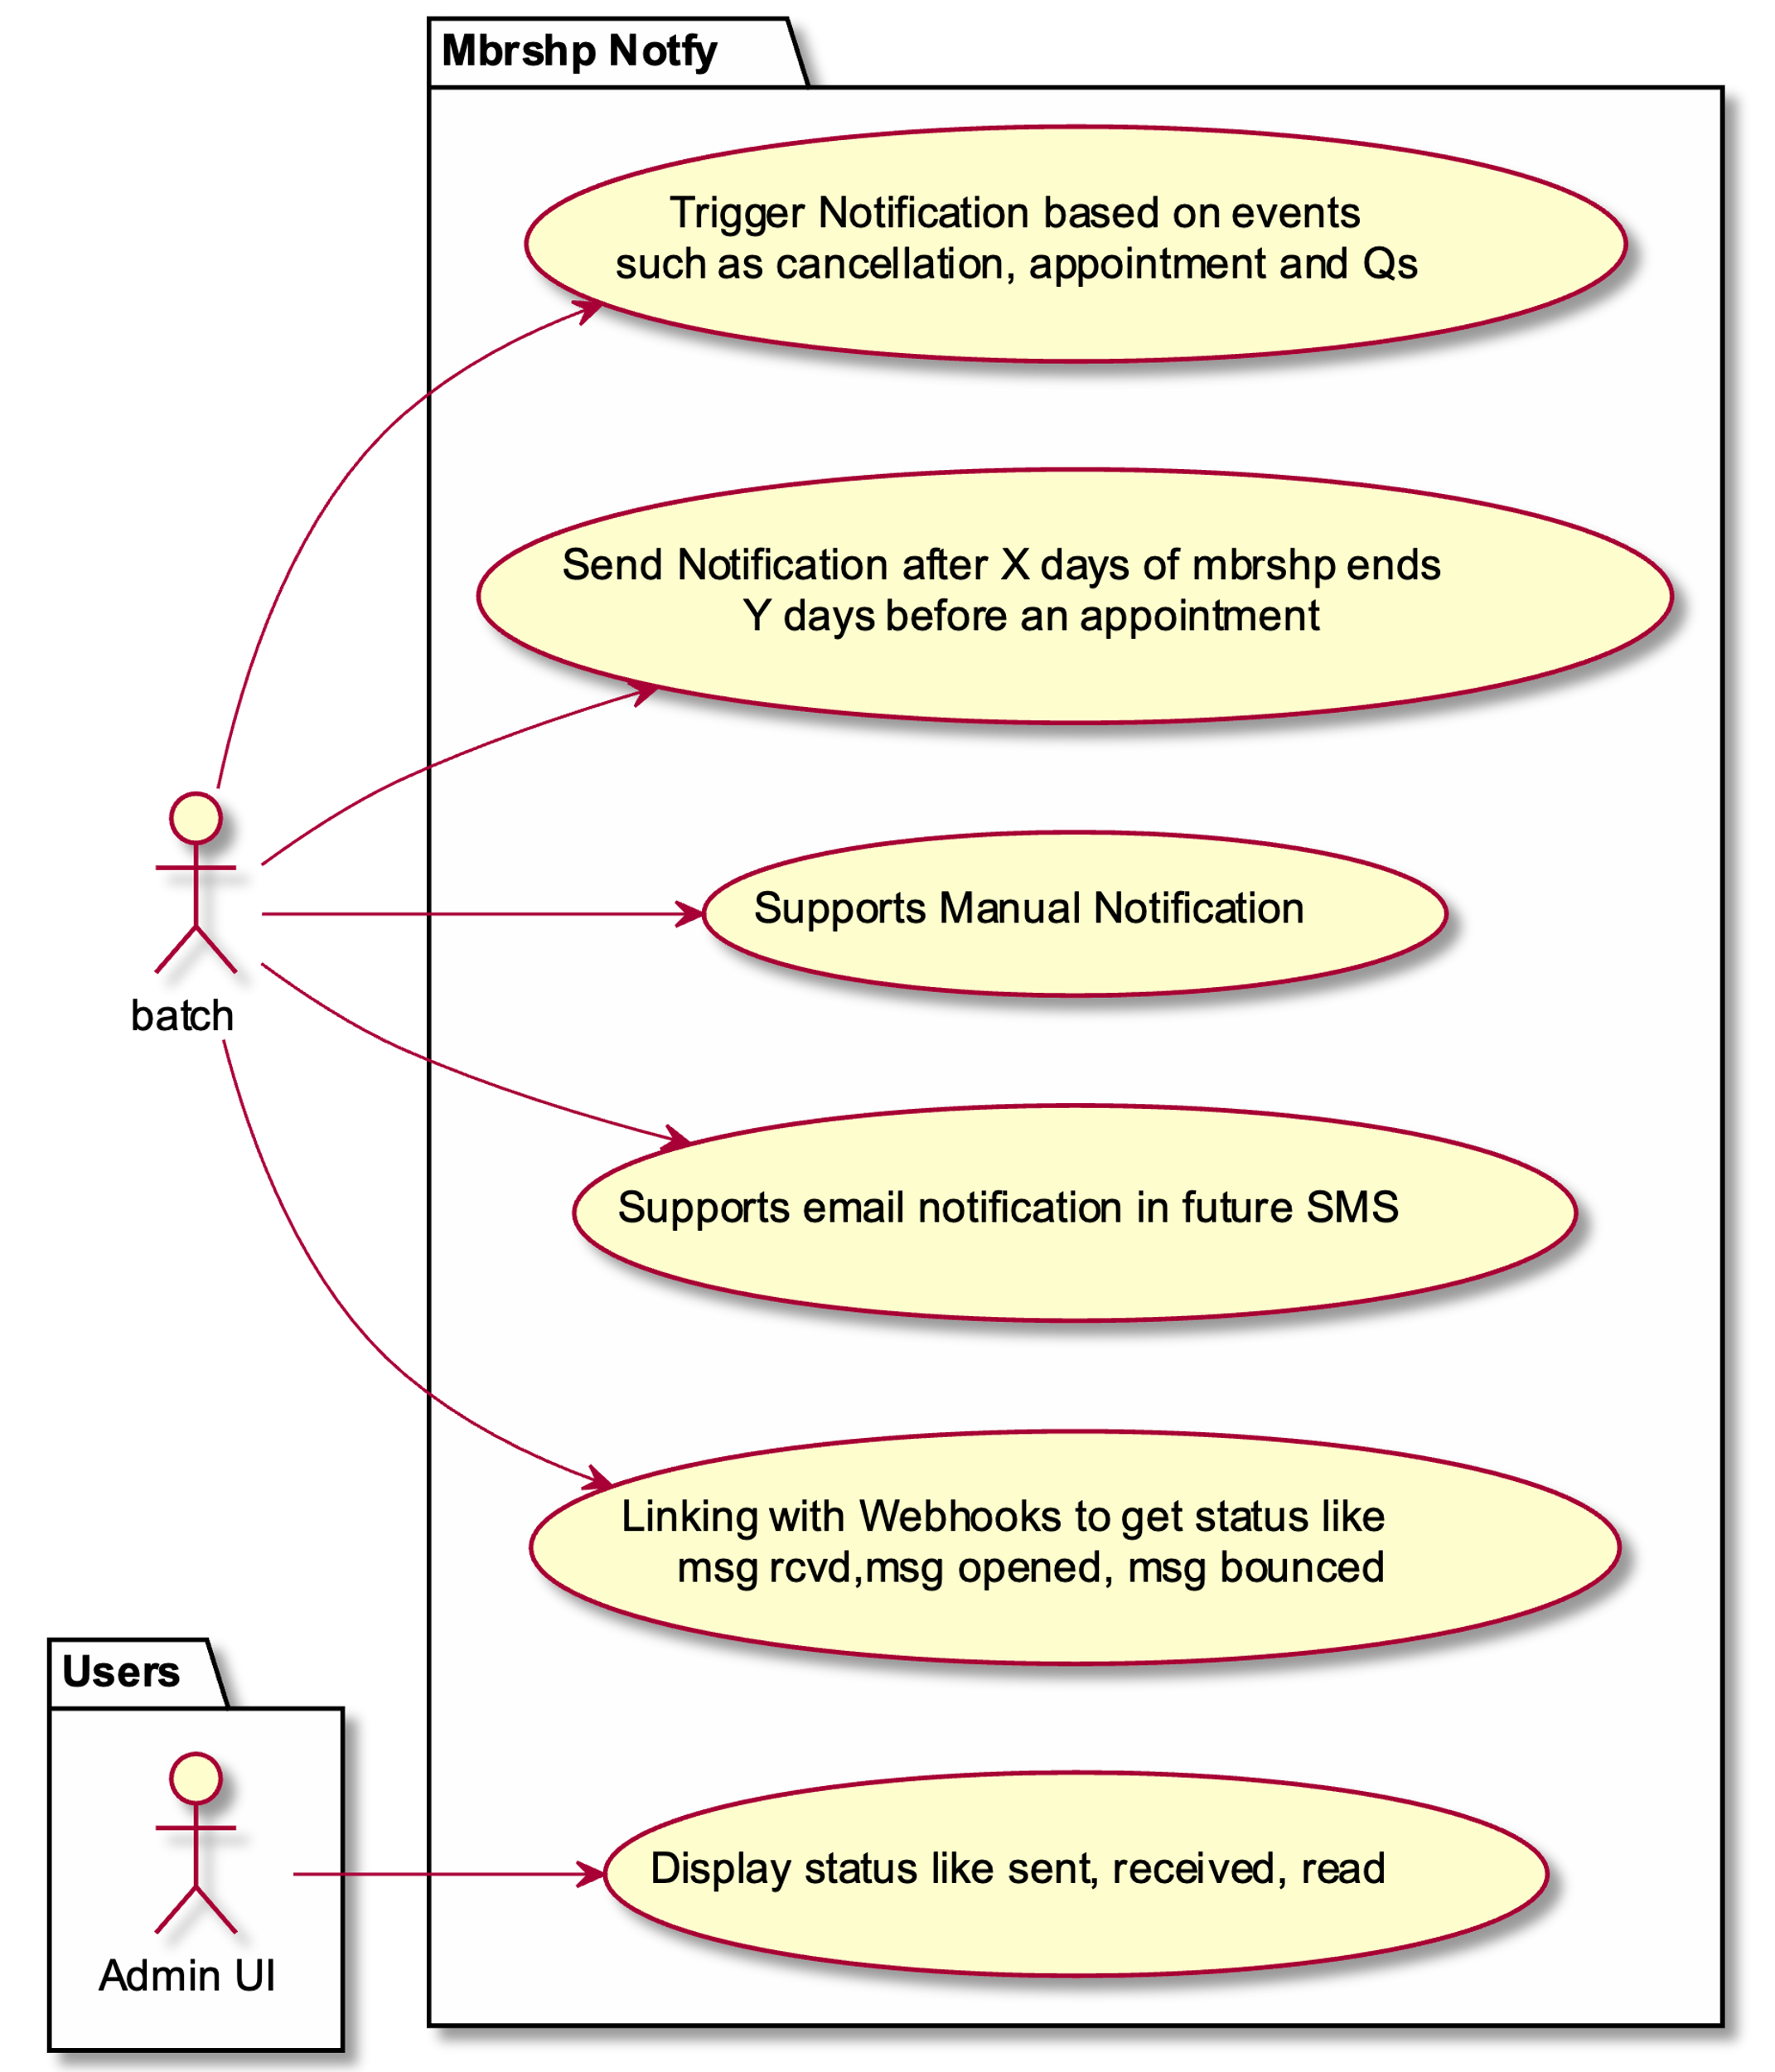 Mbrshp Notfy
Trigger Notification based on events
such as cancellation, appointment and Qs
Send Notification after X days of mbrshp ends
Y days before an appointment
Supports Manual Notification
batch
Supports email notification in future SMS
Linking with Webhooks to get status like
msg rcvd,msg opened, msg bounced
Users
Display status like sent, received, read
Admin UI